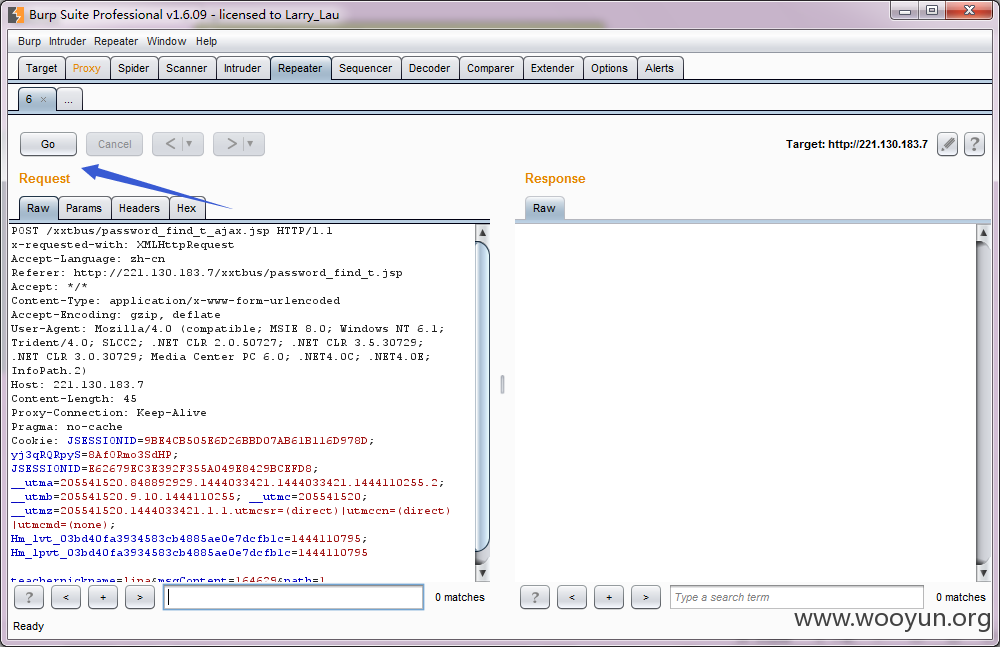 Burp Suite Professional v1.6.09 - licensed to Larry_Lau
Burp Intruder Repeater Window Help
Target Proxy Spider Scanner Intruder Repeater Sequencer Decoder Comparer Extender Options Alerts
6 × ...
Go Cancel < ▼ > ▼ Target: http://221.130.183.7 ?
Request Response
Raw Params Headers Hex Raw
POST /xxtbus/password_find_t_ajax.jsp HTTP/1.1
x-requested-with: XMLHttpRequest
Accept-Language: zh-cn
Referer: http://221.130.183.7/xxtbus/password_find_t.jsp
Accept: */*
Content-Type: application/x-www-form-urlencoded
Accept-Encoding: gzip, deflate
User-Agent: Mozilla/4.0 (compatible; MSIE 8.0; Windows NT 6.1;
Trident/4.0; SLCC2; .NET CLR 2.0.50727; .NET CLR 3.5.30729;
.NET CLR 3.0.30729; Media Center PC 6.0; .NET4.0C; .NET4.0E;
InfoPath.2)
Host: 221.130.183.7
Content-Length: 45
Proxy-Connection: Keep-Alive
Pragma: no-cache
Cookie: JSESSIONID=9BE4CB505E6D26BBD07AB61B116D978D;
yj3qRQRpyS=8AfORmo3SdHP;
JSESSIONID=E62679EC3E392F355A049E8429BCEFD8;
__utma=205541520.848892929.1444033421.1444033421.1444110255.2;
__utmb=205541520.9.10.1444110255; __utmc=205541520;
__utmz=205541520.1444033421.1.1.utmcsr=(direct)|utmccn=(direct)
|utmcmd=(none);
Hm_lvt_03bd40fa3934583cb4885ae0e7dcfb1c=1444110795;
Hm_lpvt_03bd40fa3934583cb4885ae0e7dcfb1c=1444110795
teachernickname=lina&msgContent=164629&path=1
? < + > 0 matches ? < + > Type a search term 0 matches
Ready
www.wooyun.org